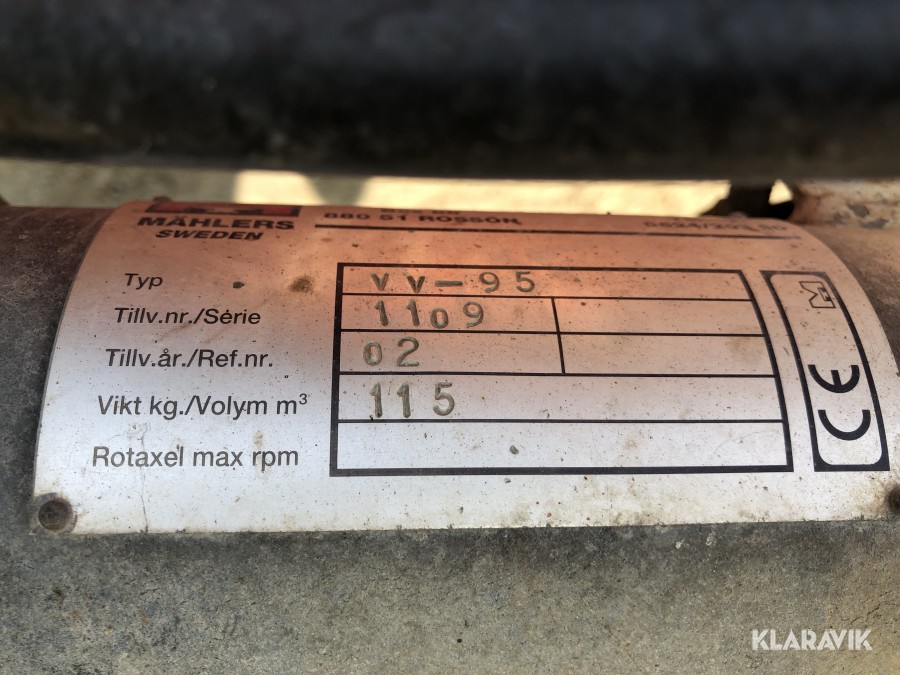 MÄHLERS
SWEDEN
880 51 ROSSÖN
Typ VV-95
Tillv.nr./Série 1109
Tillv.år./Ref.nr. 02
Vikt kg./Volym m³ 115
Rotaxel max rpm
M
CE
KLARAVIK